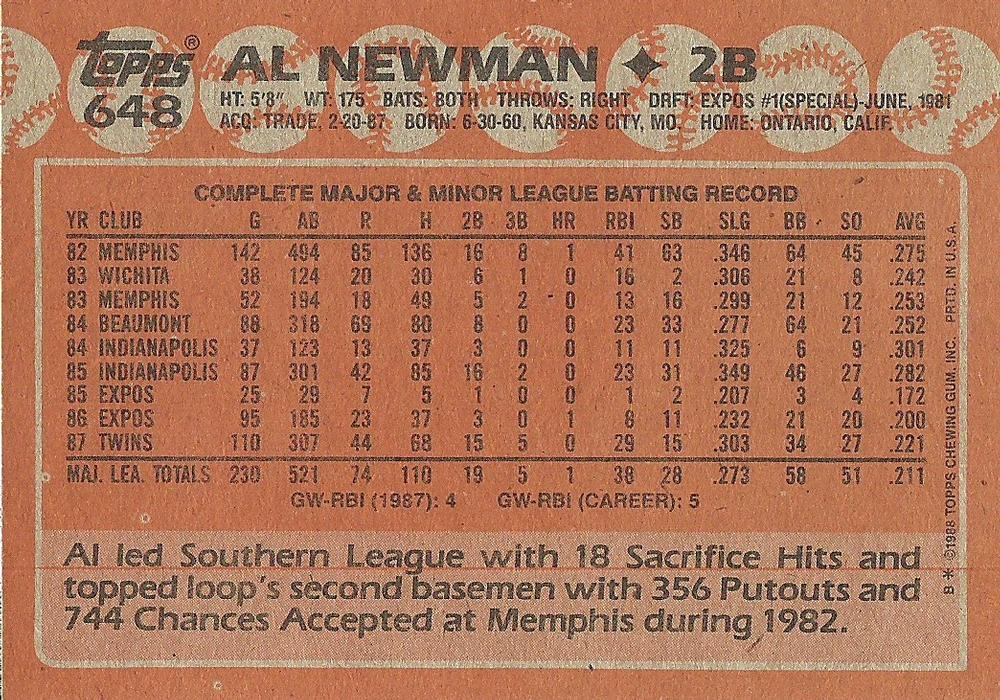 Topps®
648
AL NEWMAN ✦ 2B
HT: 5'8" WT: 175 BATS: BOTH THROWS: RIGHT DRFT: EXPOS #1(SPECIAL)-JUNE, 1981
ACQ: TRADE, 2-20-87 BORN: 6-30-60, KANSAS CITY, MO. HOME: ONTARIO, CALIF.
COMPLETE MAJOR & MINOR LEAGUE BATTING RECORD
YR CLUB G AB R H 2B 3B HR RBI SB SLG BB SO AVG
82 MEMPHIS 142 494 85 136 16 8 1 41 63 .346 64 45 .275
83 WICHITA 38 124 20 30 6 1 0 16 2 .306 21 8 .242
83 MEMPHIS 52 194 18 49 5 2 0 13 16 .299 21 12 .253
84 BEAUMONT 88 318 69 80 8 0 0 23 33 .277 64 21 .252
84 INDIANAPOLIS 37 123 13 37 3 0 0 11 11 .325 6 9 .301
85 INDIANAPOLIS 87 301 42 85 16 2 0 23 31 .349 46 27 .282
85 EXPOS 25 29 7 5 1 0 0 1 2 .207 3 4 .172
86 EXPOS 95 185 23 37 3 0 1 8 11 .232 21 20 .200
87 TWINS 110 307 44 68 15 5 0 29 15 .303 34 27 .221
MAJ. LEA. TOTALS 230 521 74 110 19 5 1 38 28 .273 58 51 .211
GW-RBI (1987): 4 GW-RBI (CAREER): 5
Al led Southern League with 18 Sacrifice Hits and
topped loop's second basemen with 356 Putouts and
744 Chances Accepted at Memphis during 1982.
B✳ ©1988 TOPPS CHEWING GUM, INC. PRTD. IN U.S.A.